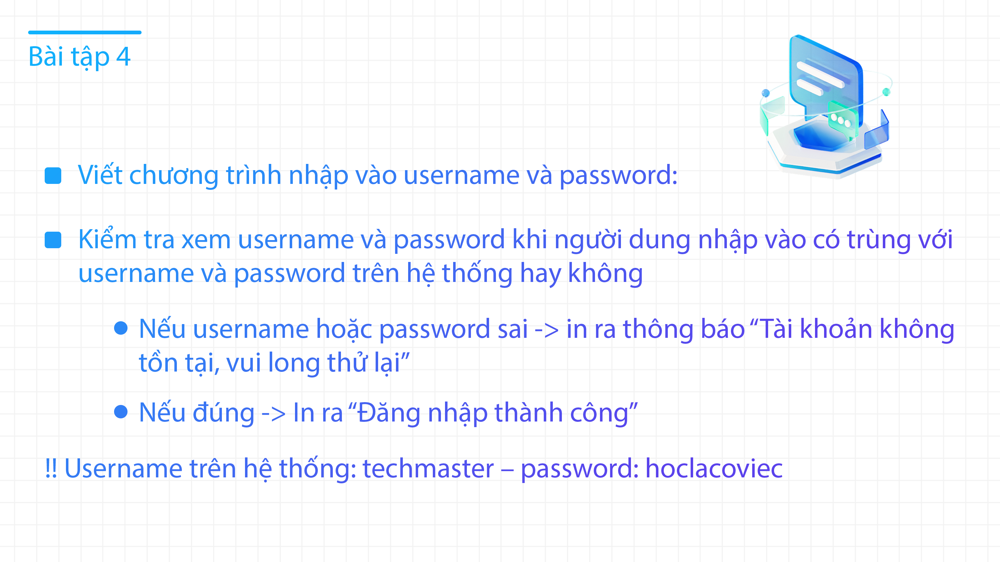 Bài tập 4
Viết chương trình nhập vào username và password:
Kiểm tra xem username và password khi người dung nhập vào có trùng với
username và password trên hệ thống hay không
Nếu username hoặc password sai -> in ra thông báo “Tài khoản không
tồn tại, vui long thử lại”
Nếu đúng -> In ra “Đăng nhập thành công”
!! Username trên hệ thống: techmaster – password: hoclacoviec